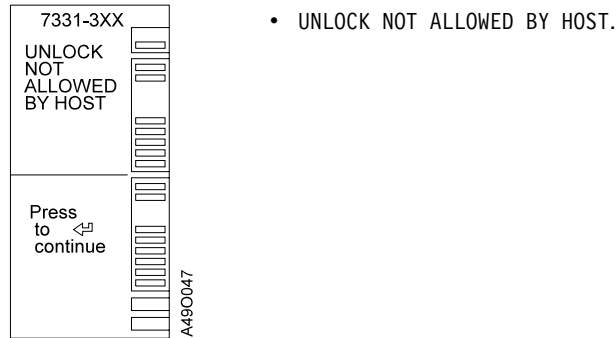 7331-3XX
UNLOCK
NOT
ALLOWED
BY HOST
Press
to ⏎
continue
A49O047
• UNLOCK NOT ALLOWED BY HOST.